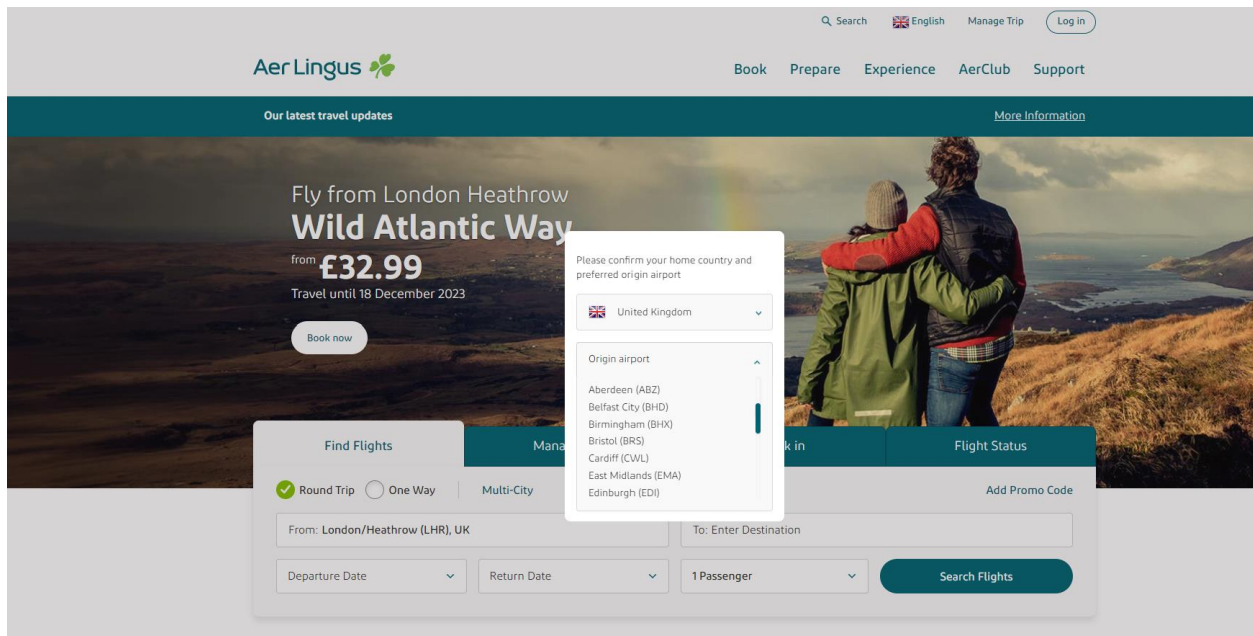 Search
English
Manage Trip
Log in
Aer Lingus
Book
Prepare
Experience
AerClub
Support
Our latest travel updates
More Information
Fly from London Heathrow
Wild Atlantic Way
from £32.99
Travel until 18 December 2023
Book now
Please confirm your home country and
preferred origin airport
United Kingdom
Origin airport
Aberdeen (ABZ)
Belfast City (BHD)
Birmingham (BHX)
Bristol (BRS)
Cardiff (CWL)
East Midlands (EMA)
Edinburgh (EDI)
Find Flights
Mana
k in
Flight Status
Round Trip
One Way
Multi-City
Add Promo Code
From: London/Heathrow (LHR), UK
To: Enter Destination
Departure Date
Return Date
1 Passenger
Search Flights